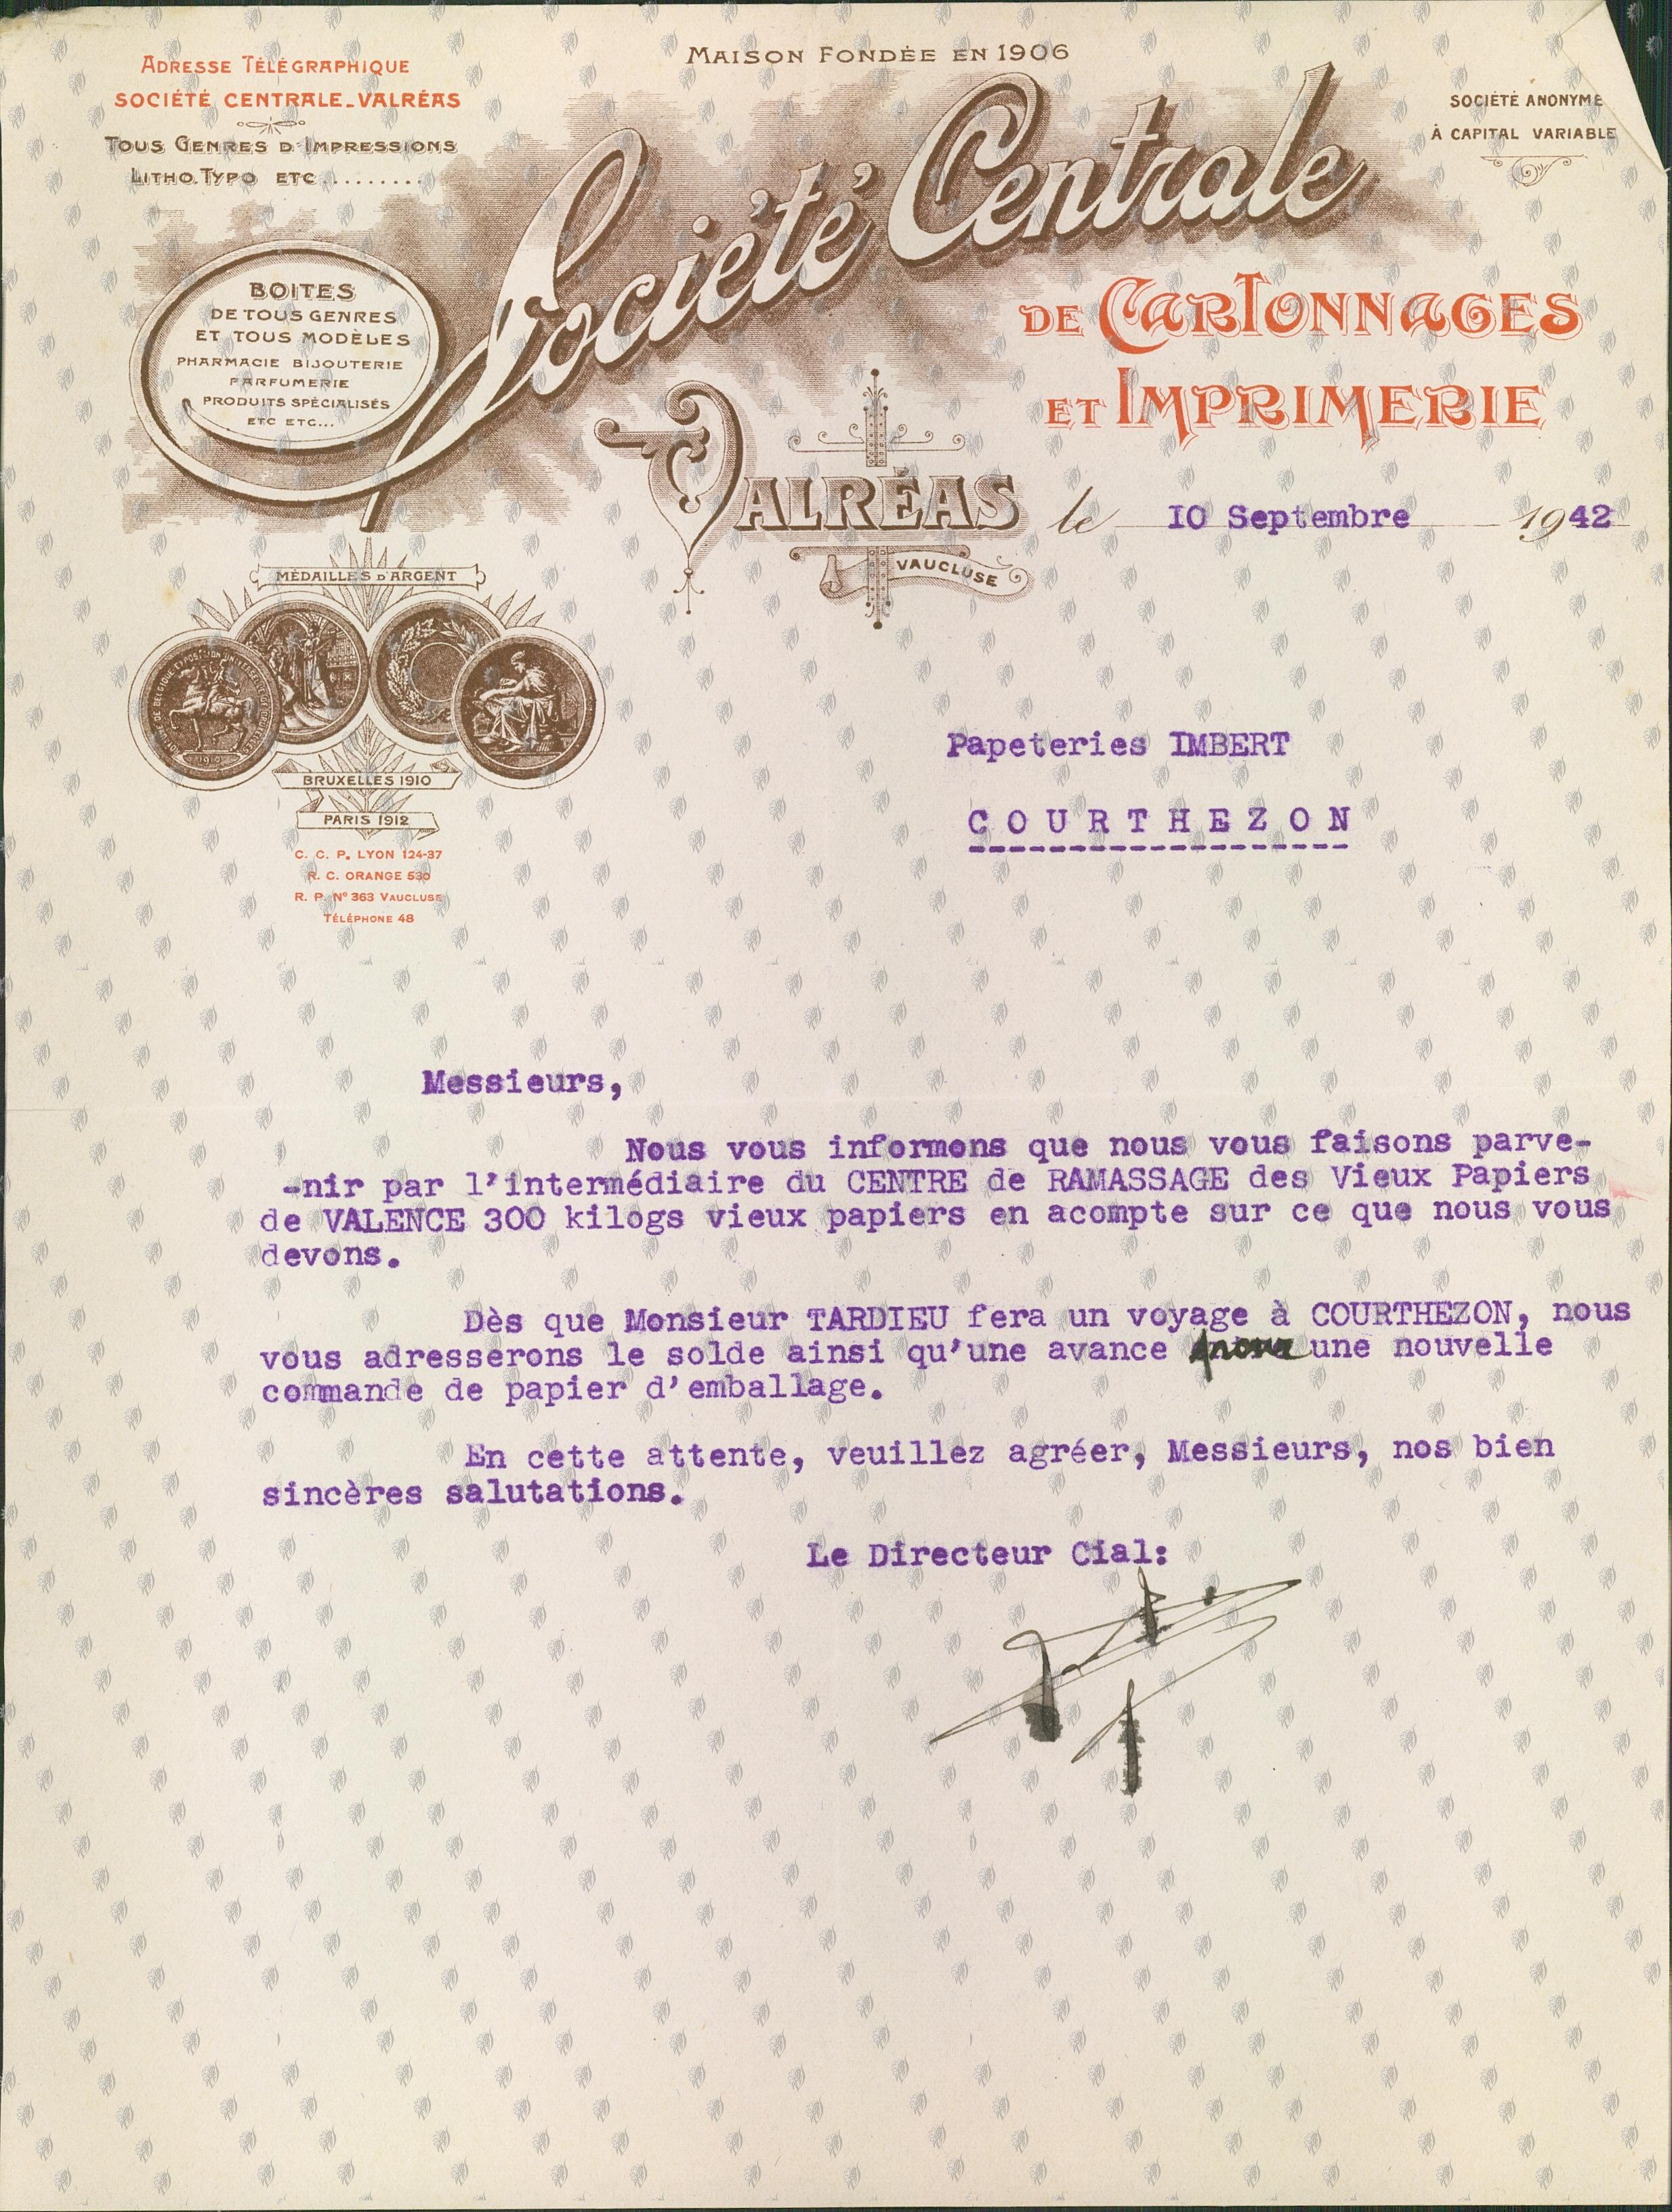 MAISON FONDÉE EN 1906
ADRESSE TÉLÉGRAPHIQUE
SOCIÉTÉ CENTRALE-VALRÉAS
TOUS GENRES D'IMPRESSIONS
LITHO. TYPO ETC.........
SOCIÉTÉ ANONYME
À CAPITAL VARIABLE
Société Centrale
DE CARTONNAGES
ET IMPRIMERIE
BOITES
DE TOUS GENRES
ET TOUS MODÈLES
PHARMACIE BIJOUTERIE
PARFUMERIE
PRODUITS SPÉCIALISÉS
ETC ETC...
VALRÉAS
VAUCLUSE
le 10 Septembre 1942
MÉDAILLES D'ARGENT
1910
BRUXELLES 1910
PARIS 1912
C. C. P. LYON 124-37
R. C. ORANGE 530
R. P. Nº 363 VAUCLUSE
TÉLÉPHONE 48
Papeteries IMBERT
COURTHEZON
Messieurs,
Nous vous informons que nous vous faisons parve-
-nir par l'intermédiaire du CENTRE de RAMASSAGE des Vieux Papiers
de VALENCE 300 kilogs vieux papiers en acompte sur ce que nous vous
devons.
Dès que Monsieur TARDIEU fera un voyage à COURTHEZON, nous
vous adresserons le solde ainsi qu'une avance pour une nouvelle
commande de papier d'emballage.
En cette attente, veuillez agréer, Messieurs, nos bien
sincères salutations.
Le Directeur Cial: